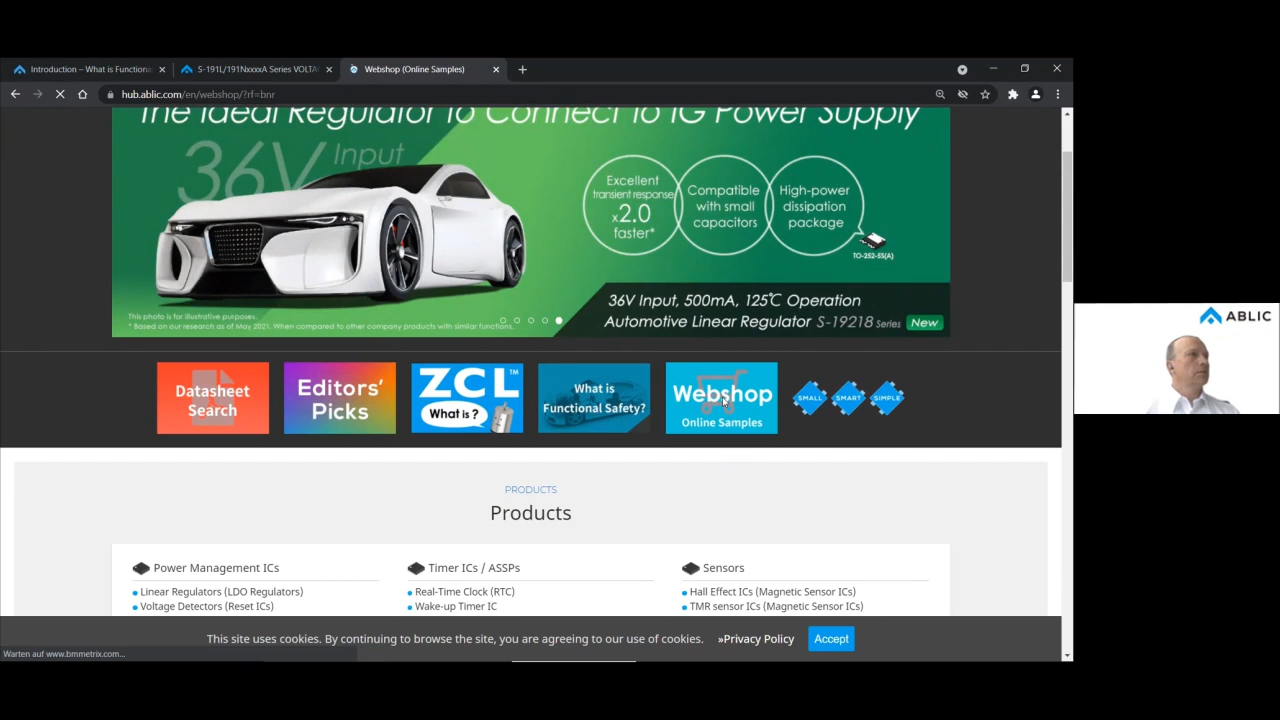 Introduction – What is Functiona
S-191L/191NxxxxA Series VOLTA
Webshop (Online Samples)
hub.ablic.com/en/webshop/?rf=bnr
The Ideal Regulator to Connect to IG Power Supply
36V Input
Excellent
transient response
x2.0
faster*
Compatible
with small
capacitors
High-power
dissipation
package
TO-252-5S(A)
This photo is for illustrative purposes.
* Based on our research as of May 2021. When compared to other company products with similar functions.
36V Input, 500mA, 125℃ Operation
Automotive Linear Regulator S-19218 Series New
ABLIC
Datasheet
Search
Editors'
Picks
ZCL™
What is ?
What is
Functional Safety?
Webshop
Online Samples
SMALL SMART SIMPLE
PRODUCTS
Products
Power Management ICs
Linear Regulators (LDO Regulators)
Voltage Detectors (Reset ICs)
Timer ICs / ASSPs
Real-Time Clock (RTC)
Wake-up Timer IC
Sensors
Hall Effect ICs (Magnetic Sensor ICs)
TMR sensor ICs (Magnetic Sensor ICs)
This site uses cookies. By continuing to browse the site, you are agreeing to our use of cookies. »Privacy Policy Accept
Warten auf www.bmmetrix.com...